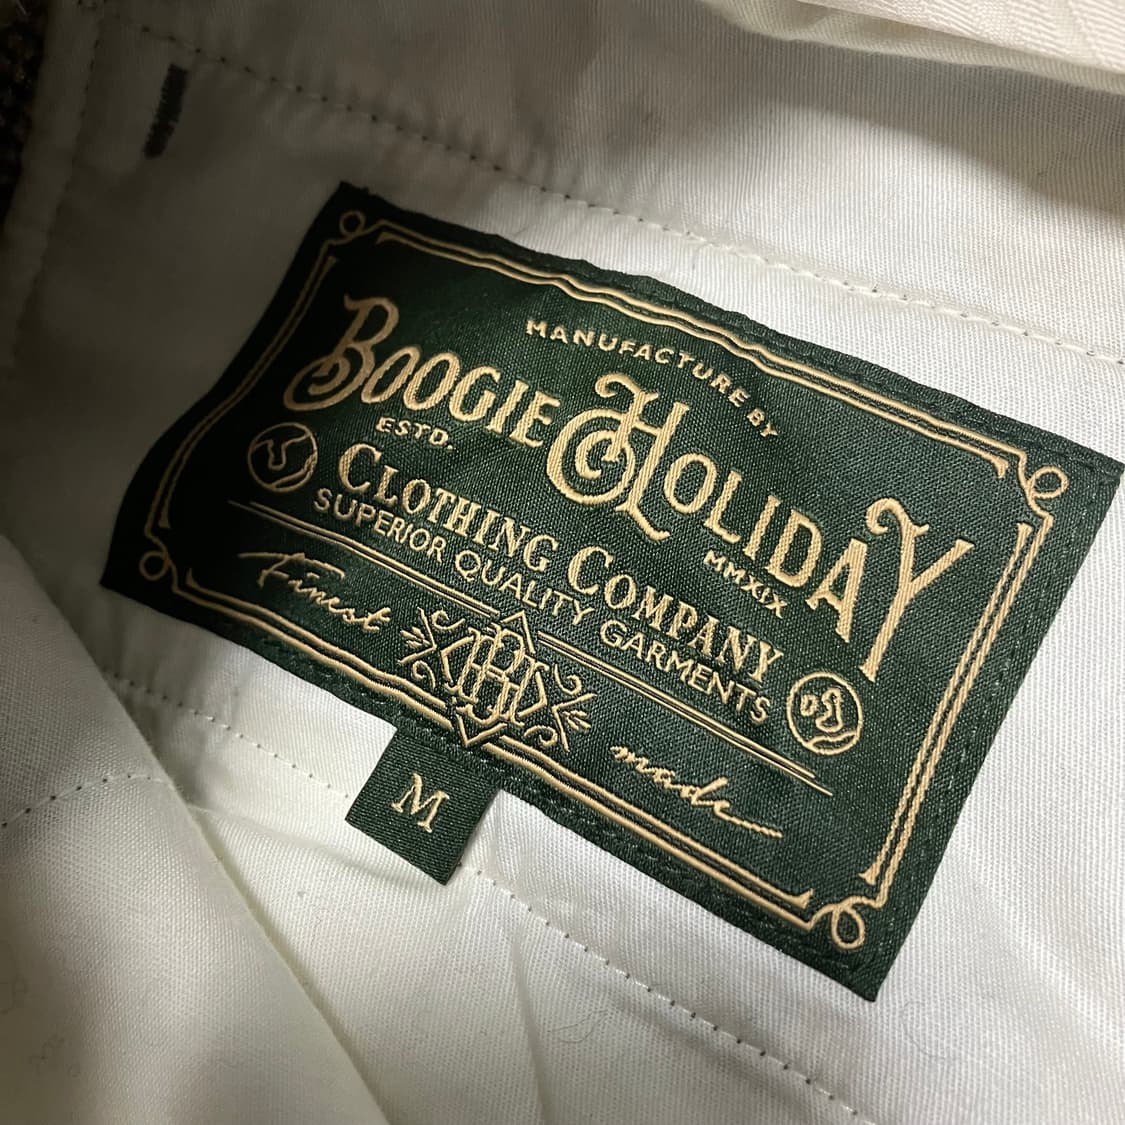 MANUFACTURE BY
BOOGIE HOLIDAY
ESTD. MMXIX
CLOTHING COMPANY
SUPERIOR QUALITY GARMENTS
Finest made
M